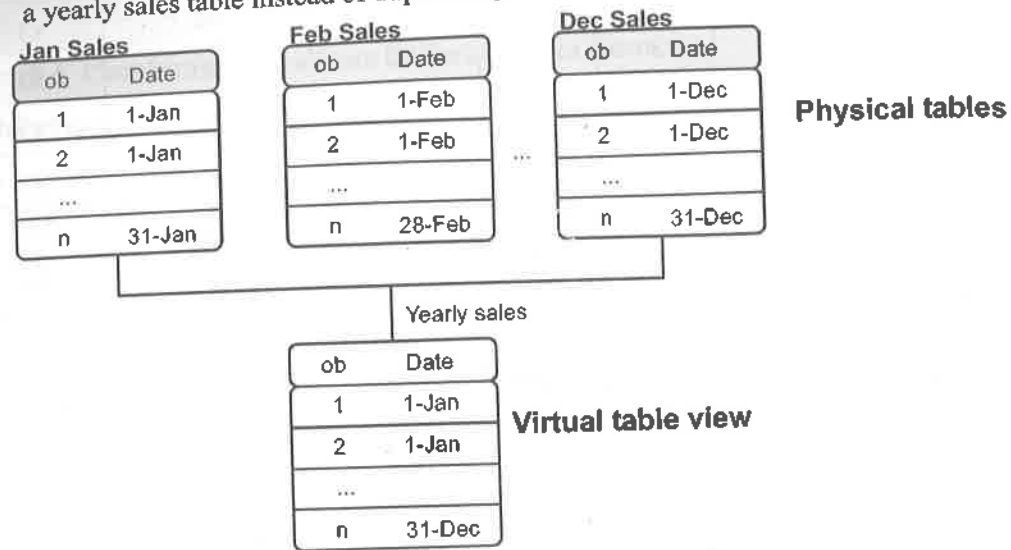 a yearly sales table instead of
Jan Sales
ob Date
1 1-Jan
2 1-Jan
...
n 31-Jan
Feb Sales
ob Date
1 1-Feb
2 1-Feb
...
n 28-Feb
...
Dec Sales
ob Date
1 1-Dec
2 1-Dec
...
n 31-Dec
Physical tables
Yearly sales
ob Date
1 1-Jan
2 1-Jan
...
n 31-Dec
Virtual table view